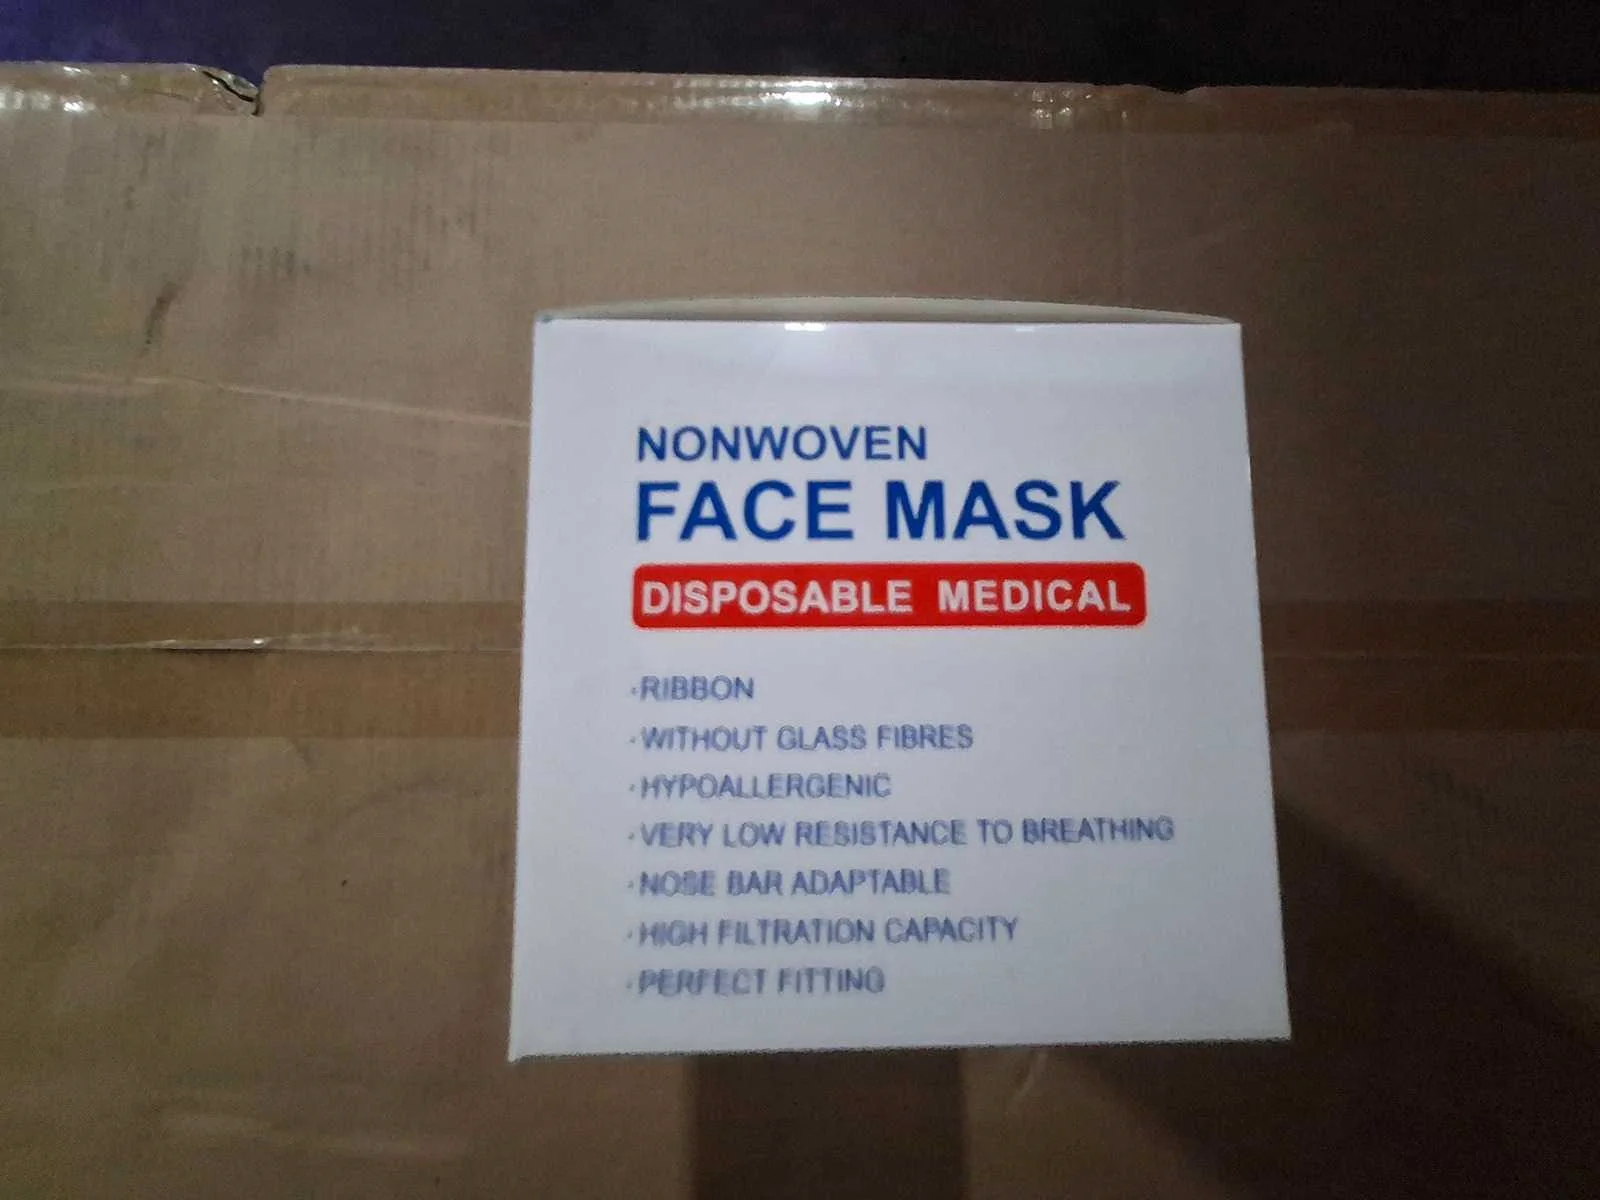 NONWOVEN
FACE MASK
DISPOSABLE MEDICAL
·RIBBON
·WITHOUT GLASS FIBRES
·HYPOALLERGENIC
·VERY LOW RESISTANCE TO BREATHING
·NOSE BAR ADAPTABLE
·HIGH FILTRATION CAPACITY
·PERFECT FITTING